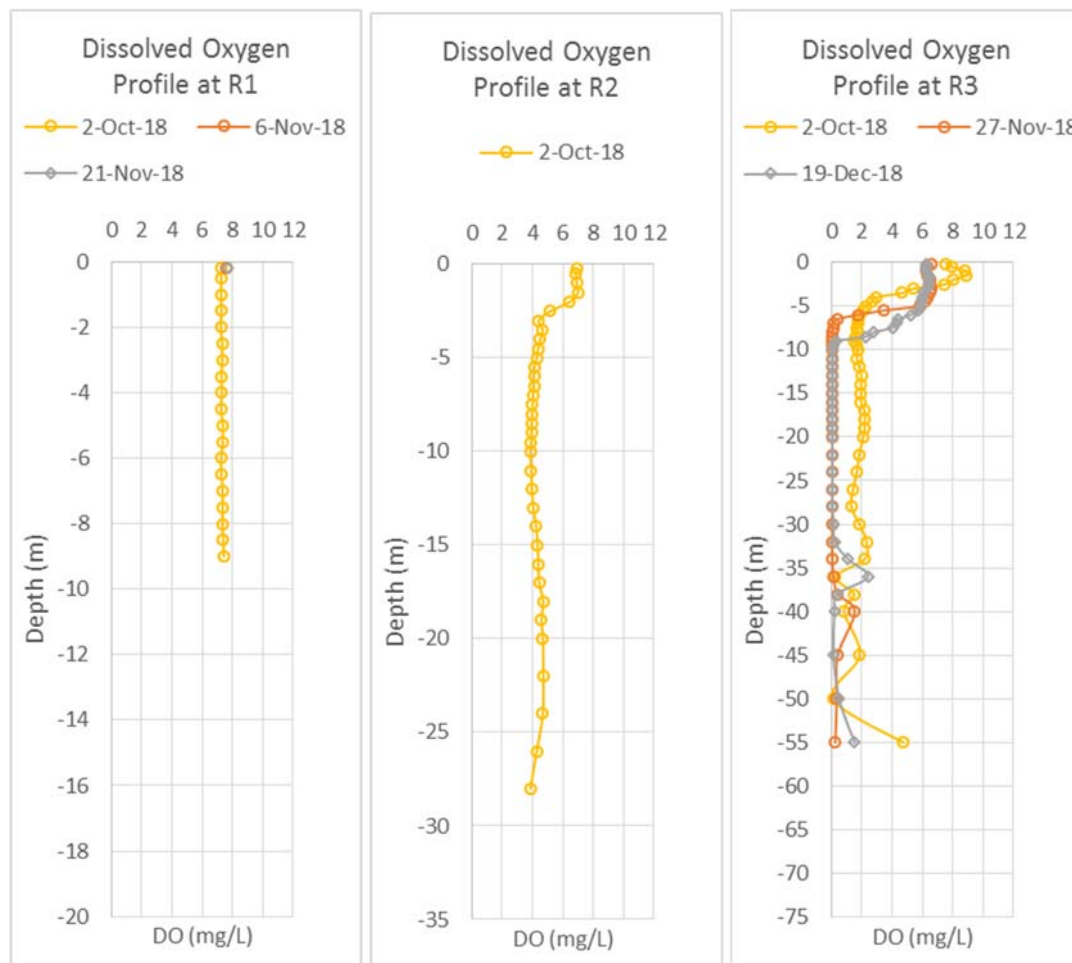 Dissolved Oxygen
Profile at R1
2-Oct-18 6-Nov-18
21-Nov-18
0 2 4 6 8 10 12
0
-2
-4
-6
-8
-10
-12
-14
-16
-18
-20
Depth (m)
DO (mg/L)
Dissolved Oxygen
Profile at R2
2-Oct-18
0 2 4 6 8 10 12
0
-5
-10
-15
-20
-25
-30
-35
Depth (m)
DO (mg/L)
Dissolved Oxygen
Profile at R3
2-Oct-18 27-Nov-18
19-Dec-18
0 2 4 6 8 10 12
0
-5
-10
-15
-20
-25
-30
-35
-40
-45
-50
-55
-60
-65
-70
-75
Depth (m)
DO (mg/L)